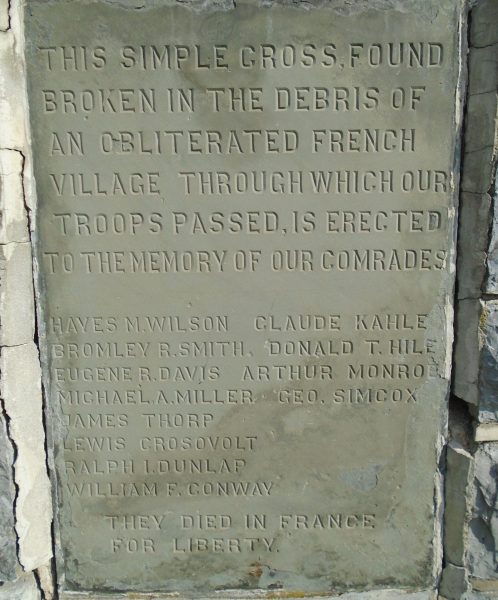 THIS SIMPLE CROSS, FOUND
BROKEN IN THE DEBRIS OF
AN OBLITERATED FRENCH
VILLAGE, THROUGH WHICH OUR
TROOPS PASSED, IS ERECTED
TO THE MEMORY OF OUR COMRADES
HAYES M. WILSON CLAUDE KAHLE
BROMLEY R. SMITH, DONALD T. HILE
EUGENE R. DAVIS ARTHUR MONROE
MICHAEL A. MILLER. GEO. SIMCOX
JAMES THORP
LEWIS CROSOVOLT
RALPH I. DUNLAP
WILLIAM F. CONWAY
THEY DIED IN FRANCE
FOR LIBERTY.